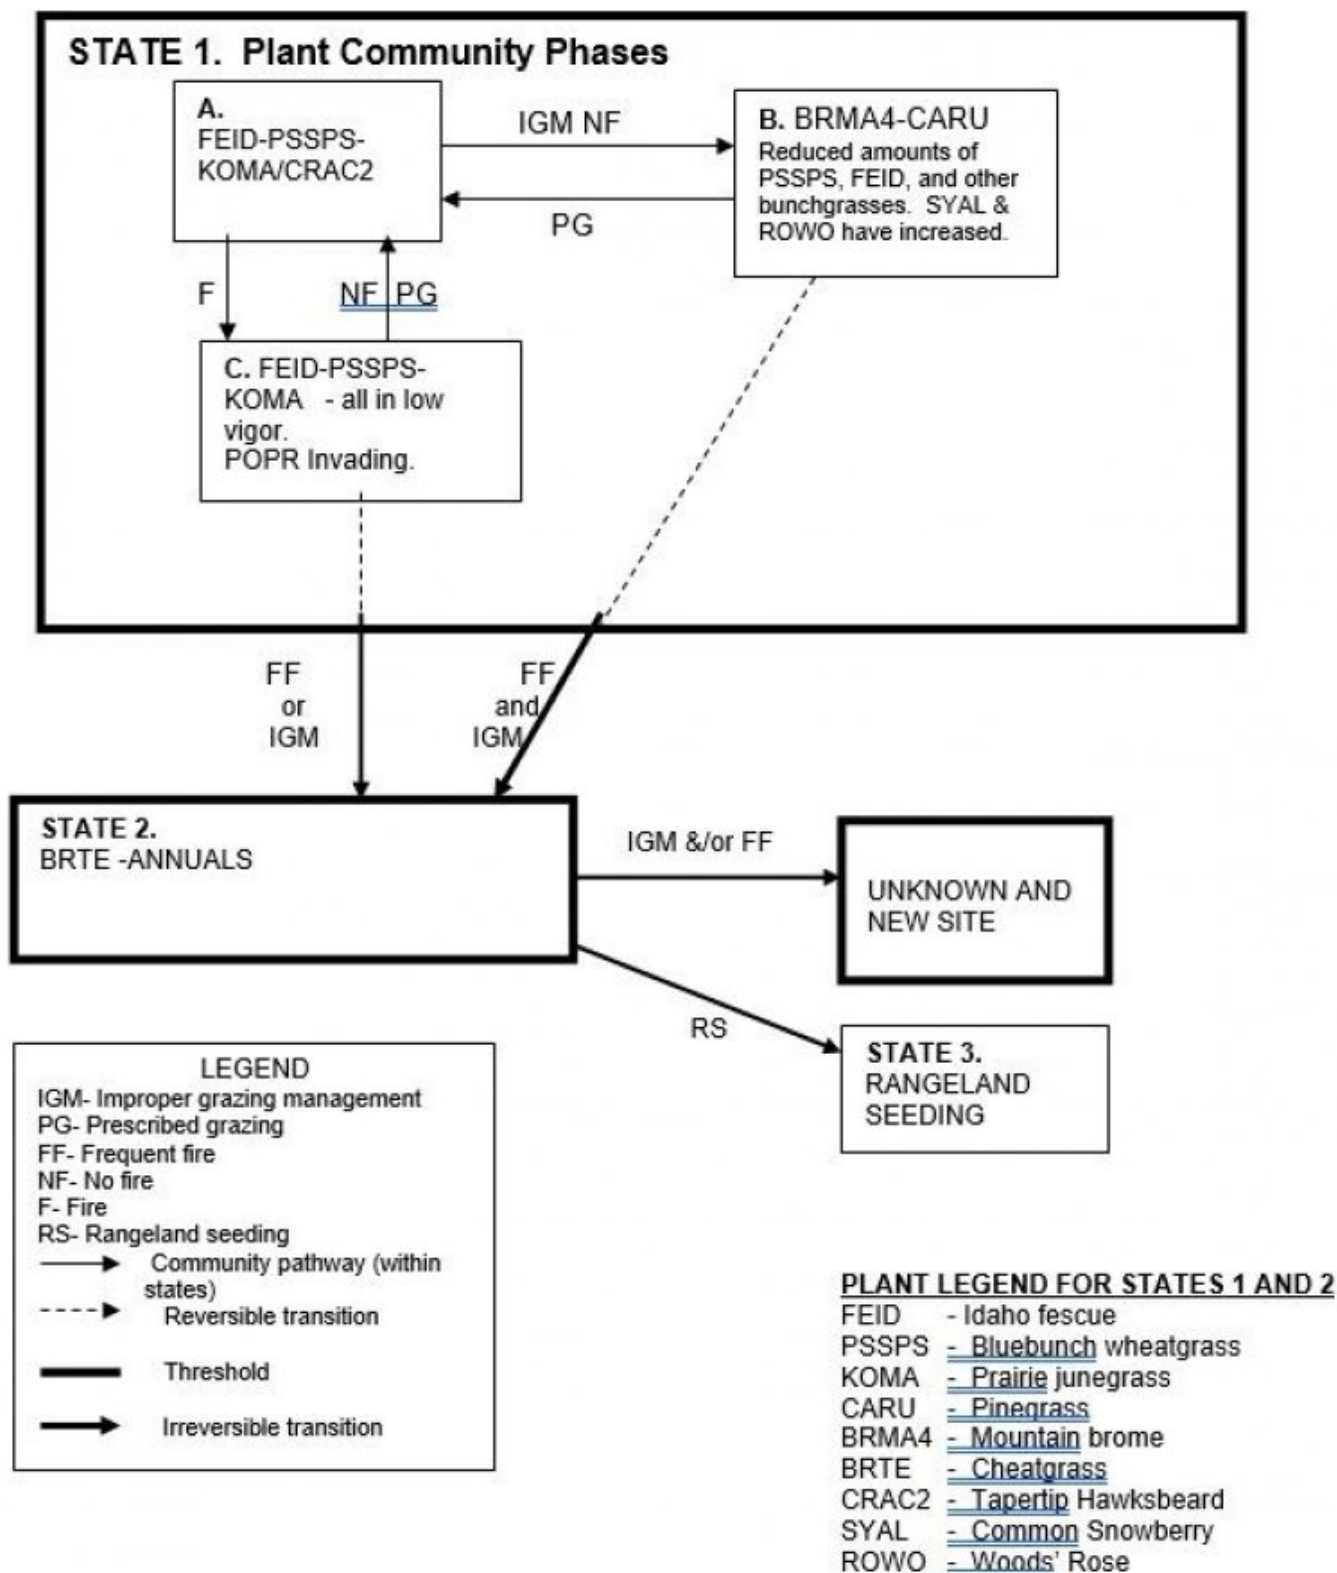 STATE 1.  Plant Community Phases
A.
FEID-PSSPS-
KOMA/CRAC2
IGM NF
PG
B. BRMA4-CARU
Reduced amounts of
PSSPS, FEID, and other
bunchgrasses.  SYAL &
ROWO have increased.
F
NF PG
C. FEID-PSSPS-
KOMA   - all in low
vigor.
POPR Invading.
FF
or
IGM
FF
and
IGM
STATE 2.
BRTE -ANNUALS
IGM &/or FF
UNKNOWN AND
NEW SITE
RS
STATE 3.
RANGELAND
SEEDING
LEGEND
IGM- Improper grazing management
PG- Prescribed grazing
FF- Frequent fire
NF- No fire
F- Fire
RS- Rangeland seeding
Community pathway (within
states)
Reversible transition
Threshold
Irreversible transition
PLANT LEGEND FOR STATES 1 AND 2
FEID - Idaho fescue
PSSPS - Bluebunch wheatgrass
KOMA - Prairie junegrass
CARU - Pinegrass
BRMA4 - Mountain brome
BRTE - Cheatgrass
CRAC2 - Tapertip Hawksbeard
SYAL - Common Snowberry
ROWO - Woods' Rose